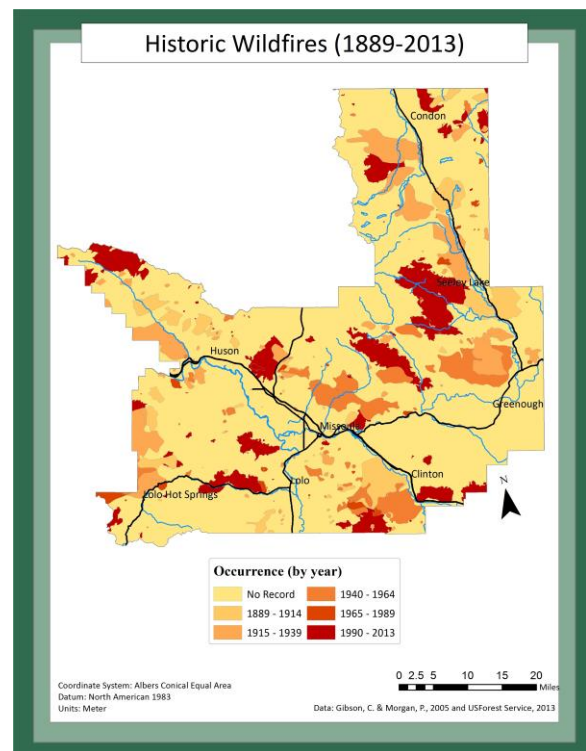 Historic Wildfires (1889-2013)
Condon
Seeley Lake
Huson
Greenough
Missoula
Clinton
Lolo
Lolo Hot Springs
N
Occurrence (by year)
No Record
1889 - 1914
1915 - 1939
1940 - 1964
1965 - 1989
1990 - 2013
Coordinate System: Albers Conical Equal Area
Datum: North American 1983
Units: Meter
0 2.5 5 10 15 20
Miles
Data: Gibson, C. & Morgan, P., 2005 and USForest Service, 2013